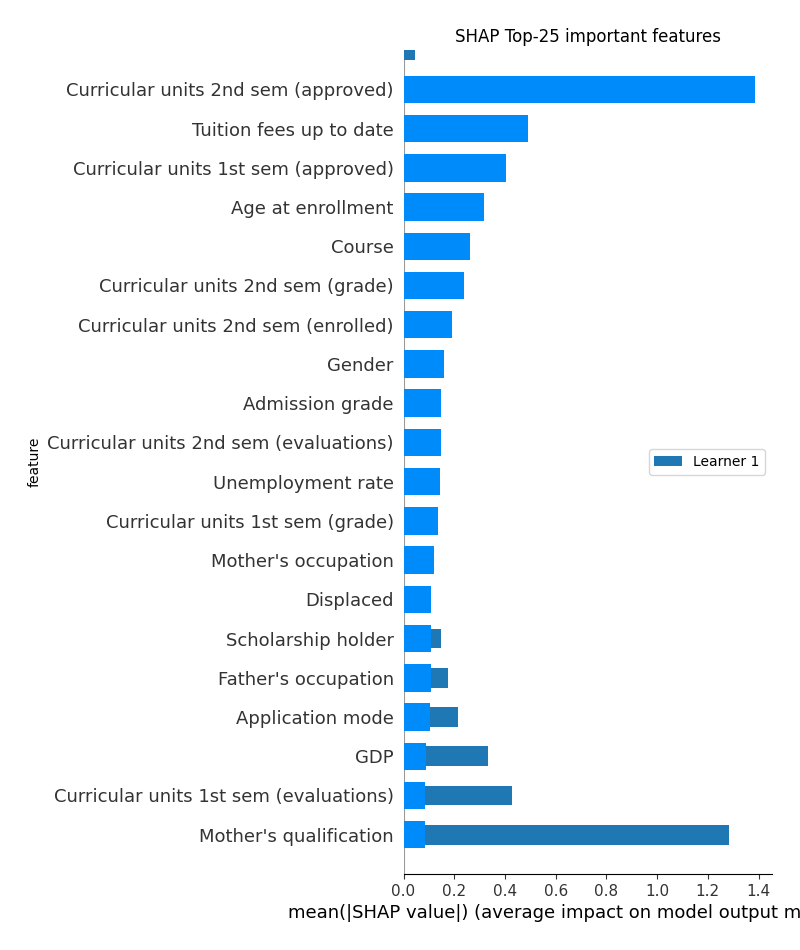 SHAP Top-25 important features
Curricular units 2nd sem (approved)
Tuition fees up to date
Curricular units 1st sem (approved)
Age at enrollment
Course
Curricular units 2nd sem (grade)
Curricular units 2nd sem (enrolled)
Gender
Admission grade
Curricular units 2nd sem (evaluations)
Unemployment rate
Curricular units 1st sem (grade)
Mother's occupation
Displaced
Scholarship holder
Father's occupation
Application mode
GDP
Curricular units 1st sem (evaluations)
Mother's qualification
feature
Learner 1
0.0 0.2 0.4 0.6 0.8 1.0 1.2 1.4
mean(|SHAP value|) (average impact on model output m